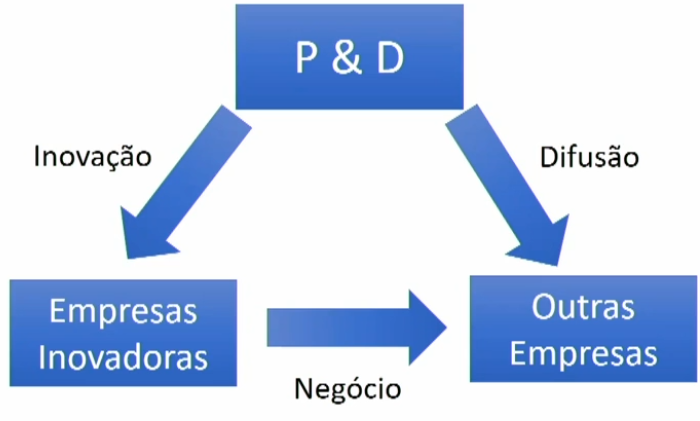 P & D
Inovação
Difusão
Empresas
Inovadoras
Outras
Empresas
Negócio